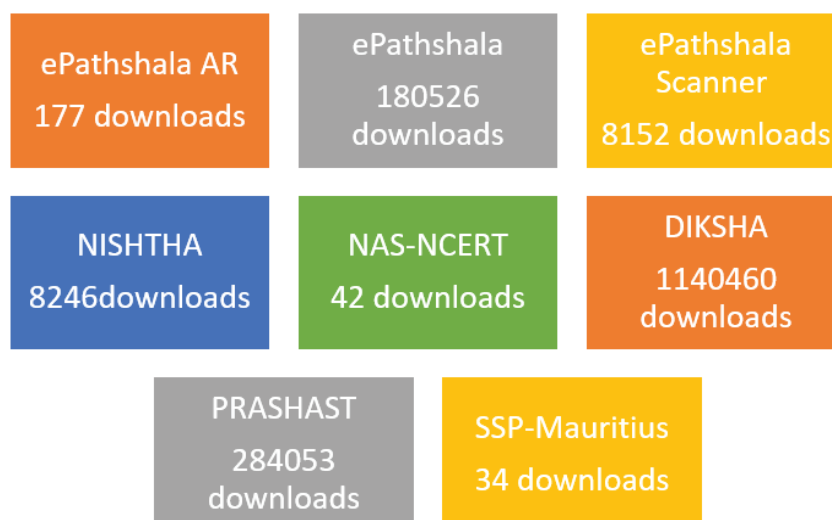 ePathshala AR
177 downloads
ePathshala
180526
downloads
ePathshala
Scanner
8152 downloads
NISHTHA
8246downloads
NAS-NCERT
42 downloads
DIKSHA
1140460
downloads
PRASHAST
284053
downloads
SSP-Mauritius
34 downloads